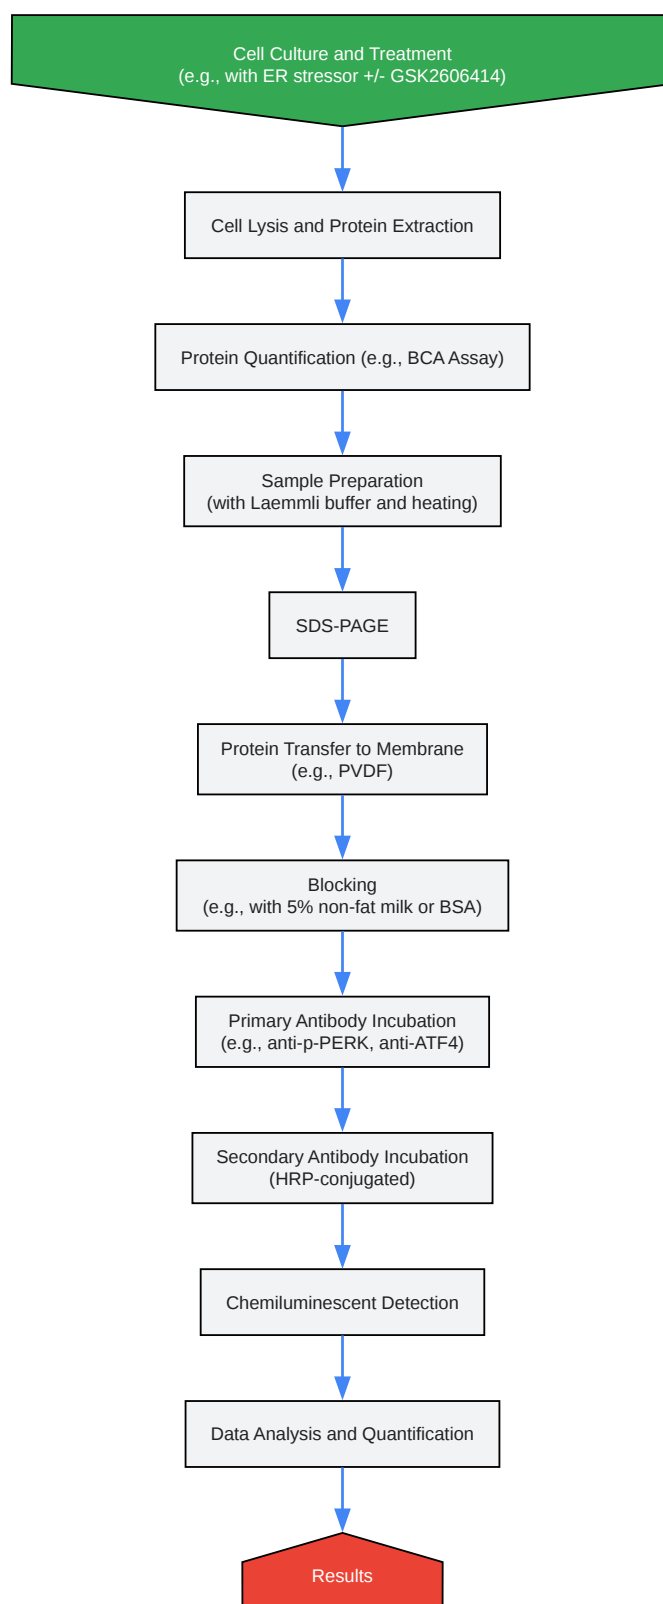 Cell Culture and Treatment
(e.g., with ER stressor +/- GSK2606414)
Cell Lysis and Protein Extraction
Protein Quantification (e.g., BCA Assay)
Sample Preparation
(with Laemmli buffer and heating)
SDS-PAGE
Protein Transfer to Membrane
(e.g., PVDF)
Blocking
(e.g., with 5% non-fat milk or BSA)
Primary Antibody Incubation
(e.g., anti-p-PERK, anti-ATF4)
Secondary Antibody Incubation
(HRP-conjugated)
Chemiluminescent Detection
Data Analysis and Quantification
Results